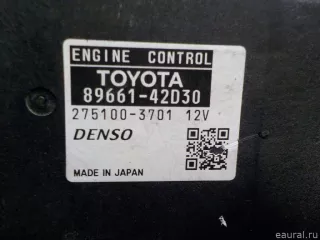 ENGINE CONTROL
TOYOTA
89661-42D30
275100-3701 12V
DENSO
MADE IN JAPAN
eaural.ru